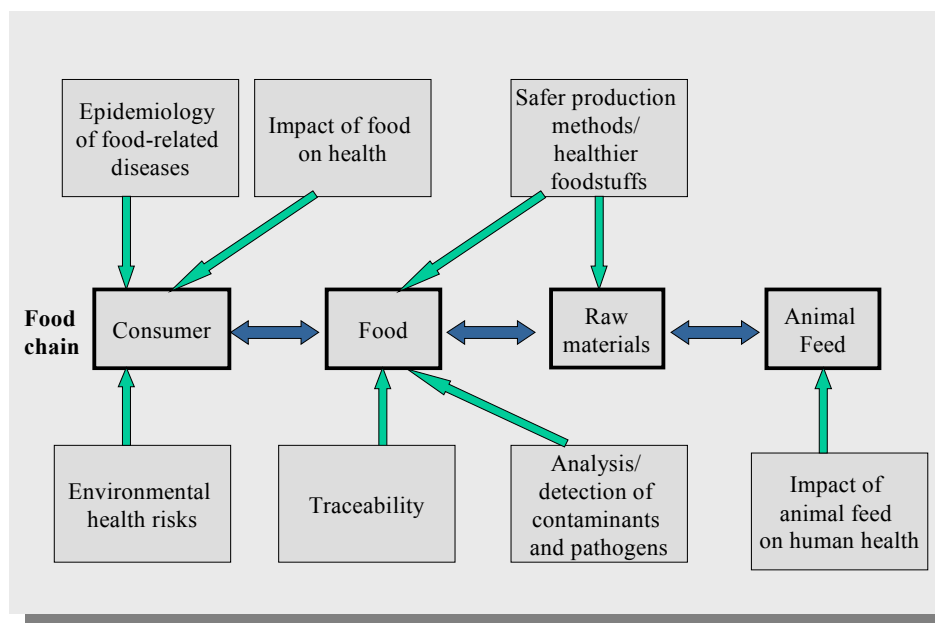 Epidemiology
of food-related
diseases
Impact of food
on health
Safer production
methods/
healthier
foodstuffs
Food
chain
Consumer
Food
Raw
materials
Animal
Feed
Environmental
health risks
Traceability
Analysis/
detection of
contaminants
and pathogens
Impact of
animal feed
on human health